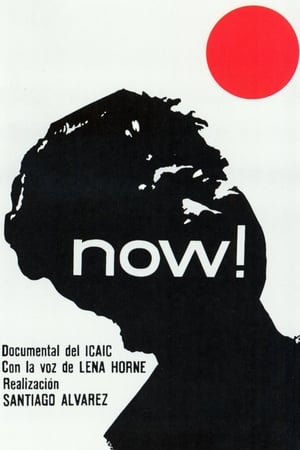 now!
Documental del ICAIC
Con la voz de LENA HORNE
Realización
SANTIAGO ALVAREZ